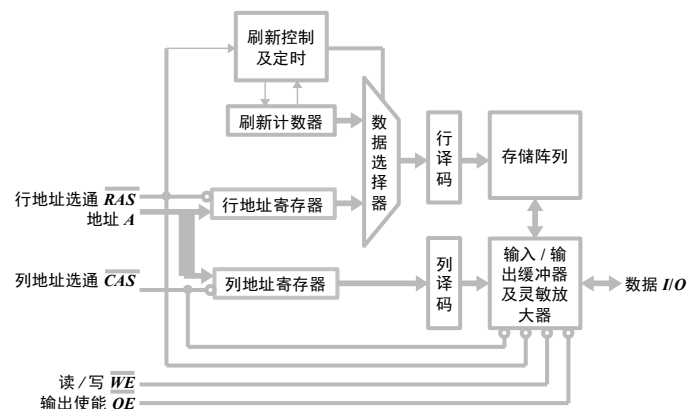 刷新控制
及定时
刷新计数器
数
据
选
择
器
行
译
码
存储阵列
行地址选通 RAS
地址 A
行地址寄存器
列地址选通 CAS
列地址寄存器
列
译
码
输入 / 输
出缓冲器
及灵敏放
大器
数据 I/O
读 / 写 WE
输出使能 OE